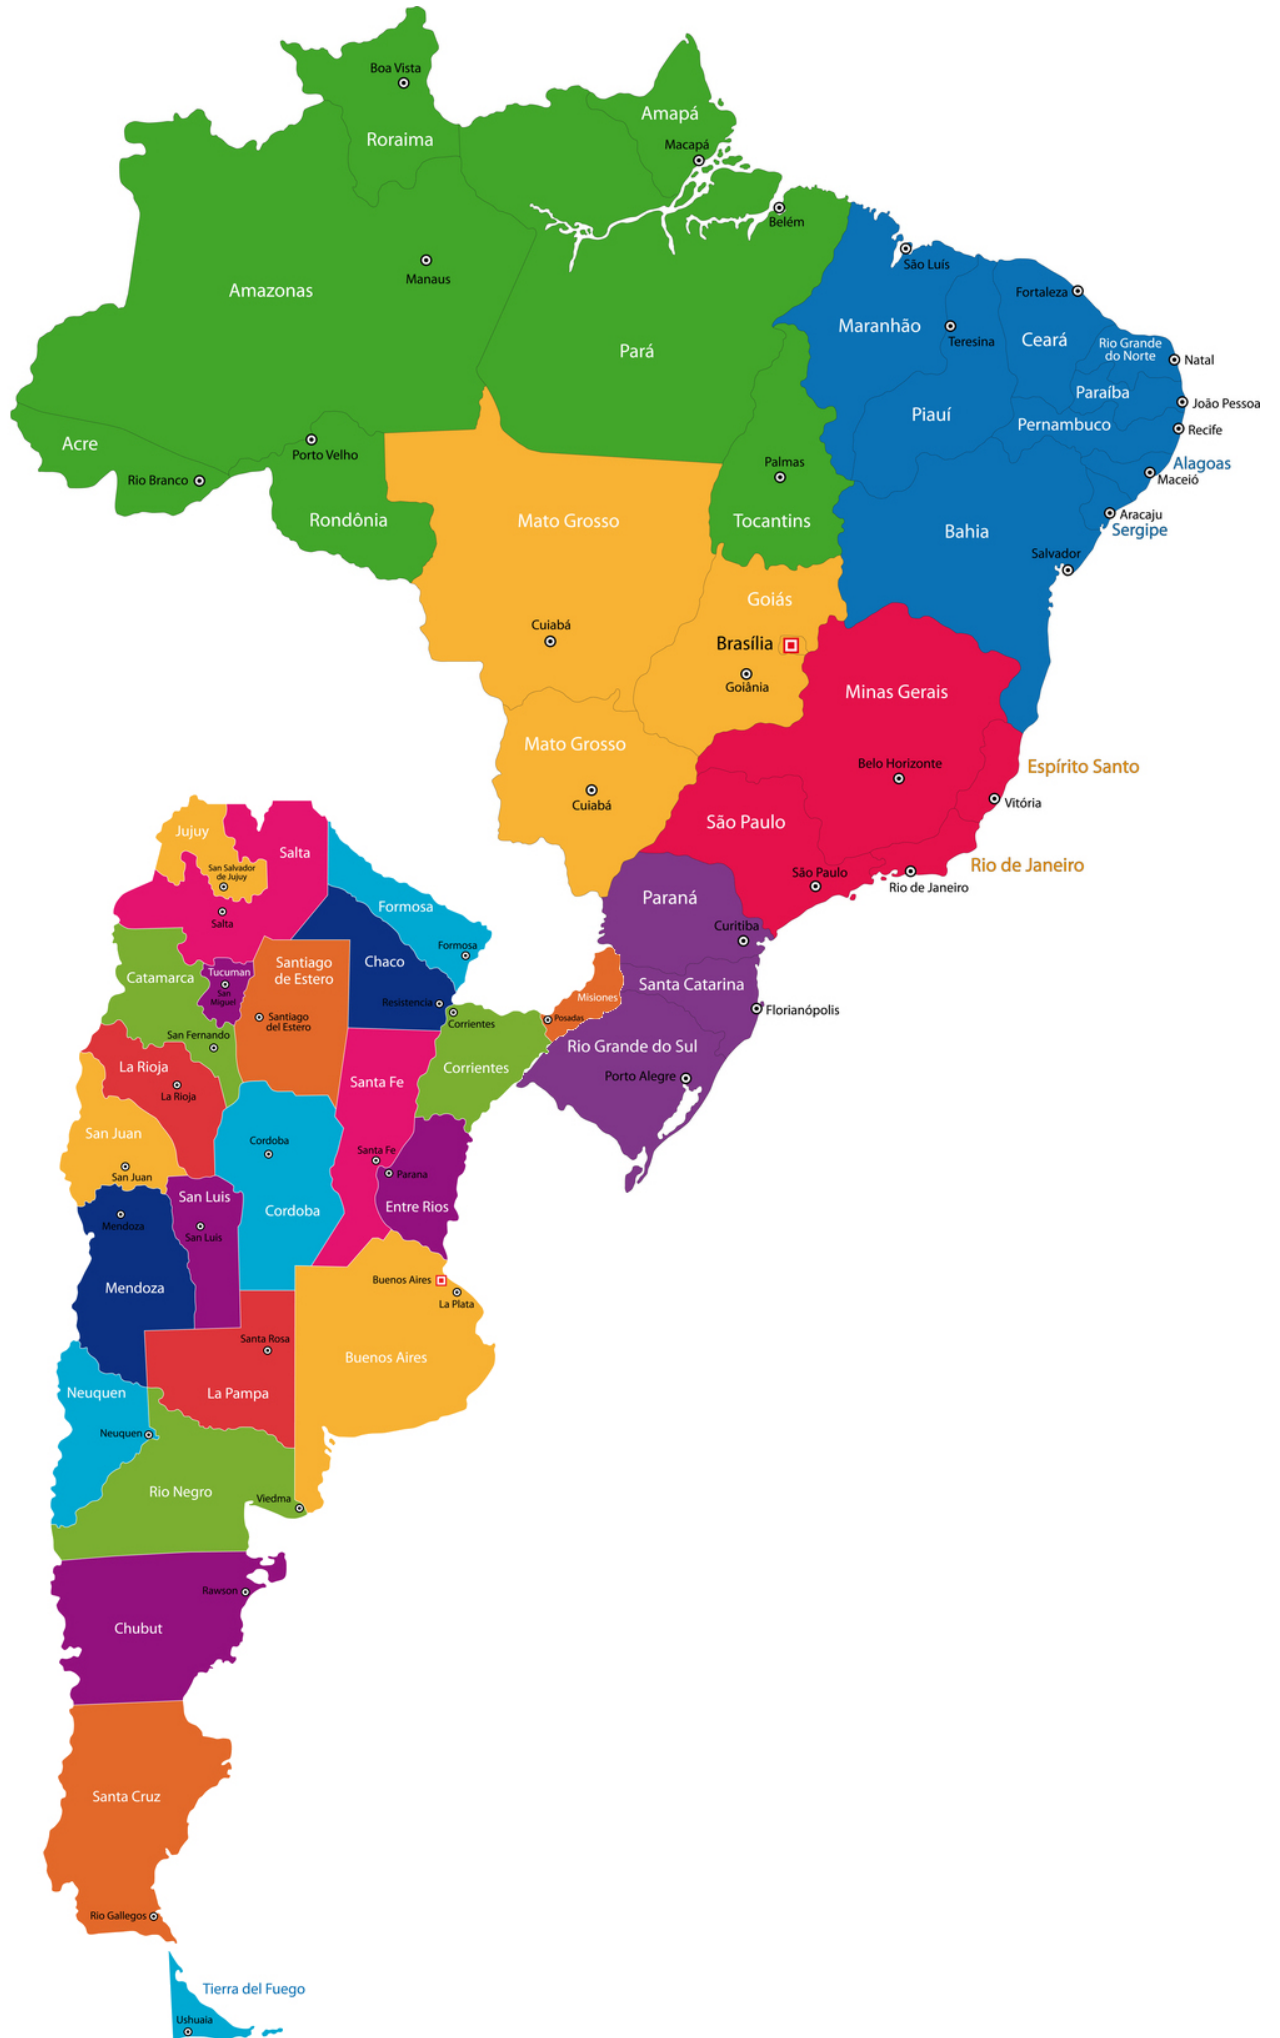 Boa Vista
Roraima
Amapá
Macapá
Belém
Manaus
Amazonas
Pará
São Luís
Maranhão
Teresina
Fortaleza
Ceará
Rio Grande
do Norte
Natal
Paraíba
João Pessoa
Piauí
Pernambuco
Recife
Acre
Rio Branco
Porto Velho
Rondônia
Palmas
Tocantins
Alagoas
Maceió
Aracaju
Sergipe
Mato Grosso
Bahia
Salvador
Goiás
Cuiabá
Brasília
Goiânia
Minas Gerais
Mato Grosso
Cuiabá
Belo Horizonte
Espírito Santo
Vitória
São Paulo
São Paulo
Rio de Janeiro
Rio de Janeiro
Paraná
Curitiba
Santa Catarina
Florianópolis
Rio Grande do Sul
Porto Alegre
Jujuy
San Salvador
de Jujuy
Salta
Salta
Formosa
Formosa
Catamarca
Tucuman
San
Miguel
Santiago
de Estero
Santiago
del Estero
Chaco
Resistencia
Misiones
Posadas
Corrientes
Corrientes
San Fernando
La Rioja
La Rioja
Santa Fe
Santa Fe
San Juan
San Juan
Cordoba
Cordoba
Parana
Entre Rios
San Luis
San Luis
Mendoza
Mendoza
Buenos Aires
La Plata
Buenos Aires
Santa Rosa
La Pampa
Neuquen
Neuquen
Rio Negro
Viedma
Rawson
Chubut
Santa Cruz
Rio Gallegos
Tierra del Fuego
Ushuaia